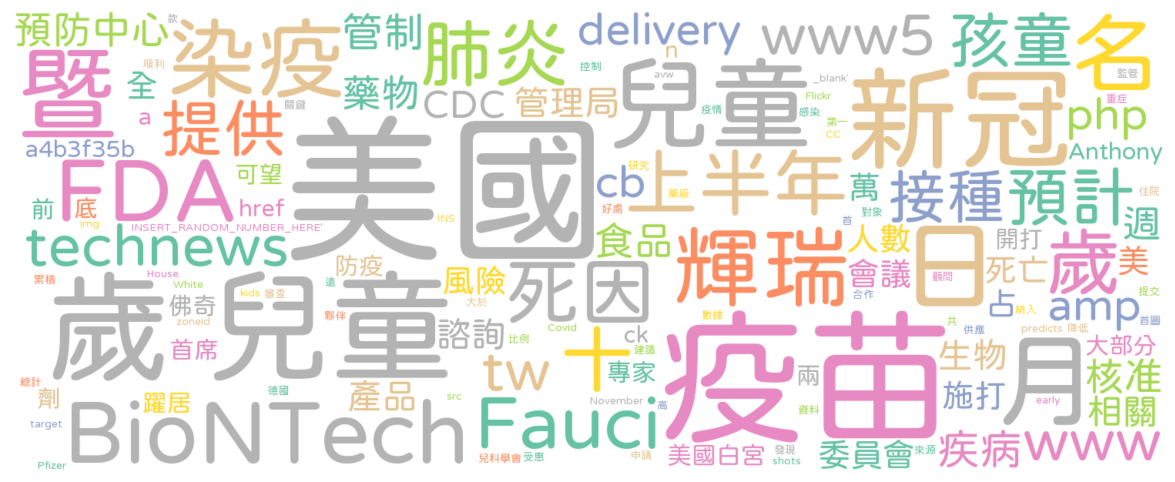 預防中心
款
染疫
管制
肺炎
delivery
www5
孩童
名
暨
順利
全
關鍵
藥物
控制
n
avw
_blank'
兒童
新冠
監管
重症
a
提供
CDC
管理局
疫情
Flickr
感染
第一
CC
php
a4b3f35b
美國
Anthony
FDA
可望
cb
研究
上半年
萬
接種
預計
住院
前
底
href
img
INSERT_RANDOM_NUMBER_HERE'
INS
好處
藥廠
對象
首
週
technews
食品
輝瑞
人數
日
開打
歲
美
累積
House
White
防疫
遠
風險
大於
死因
會議
顧問
死亡
提交
歲兒童
佛奇
kids
審查
zoneid
夥伴
合作
占
納入
amp
首圖
數據
諮詢
Covid
比例
ck
建議
十
疫苗
共
供應
predicts
降低
月
首席
總計
德國
tw
專家
兩
生物
大部分
核准
劑
躍居
產品
src
November
高
資料
施打
early
相關
target
BioNTech
Fauci
Pfizer
兒科學會
受惠
申請
美國白宮
發現
shots
委員會
來源
疾病
www